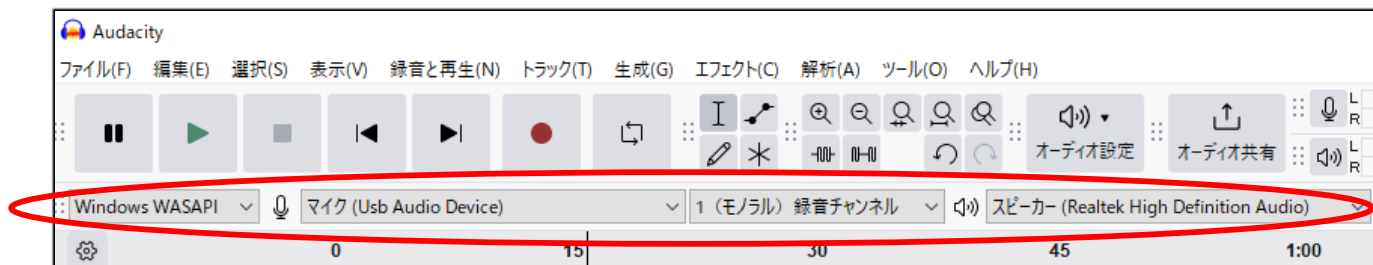 Audacity
ファイル(F) 編集(E) 選択(S) 表示(V) 録音と再生(N) トラック(T) 生成(G) エフェクト(C) 解析(A) ツール(O) ヘルプ(H)
オーディオ設定 オーディオ共有
L
R
L
R
Windows WASAPI マイク (Usb Audio Device) 1（モノラル）録音チャンネル スピーカー (Realtek High Definition Audio)
0 15 30 45 1:00